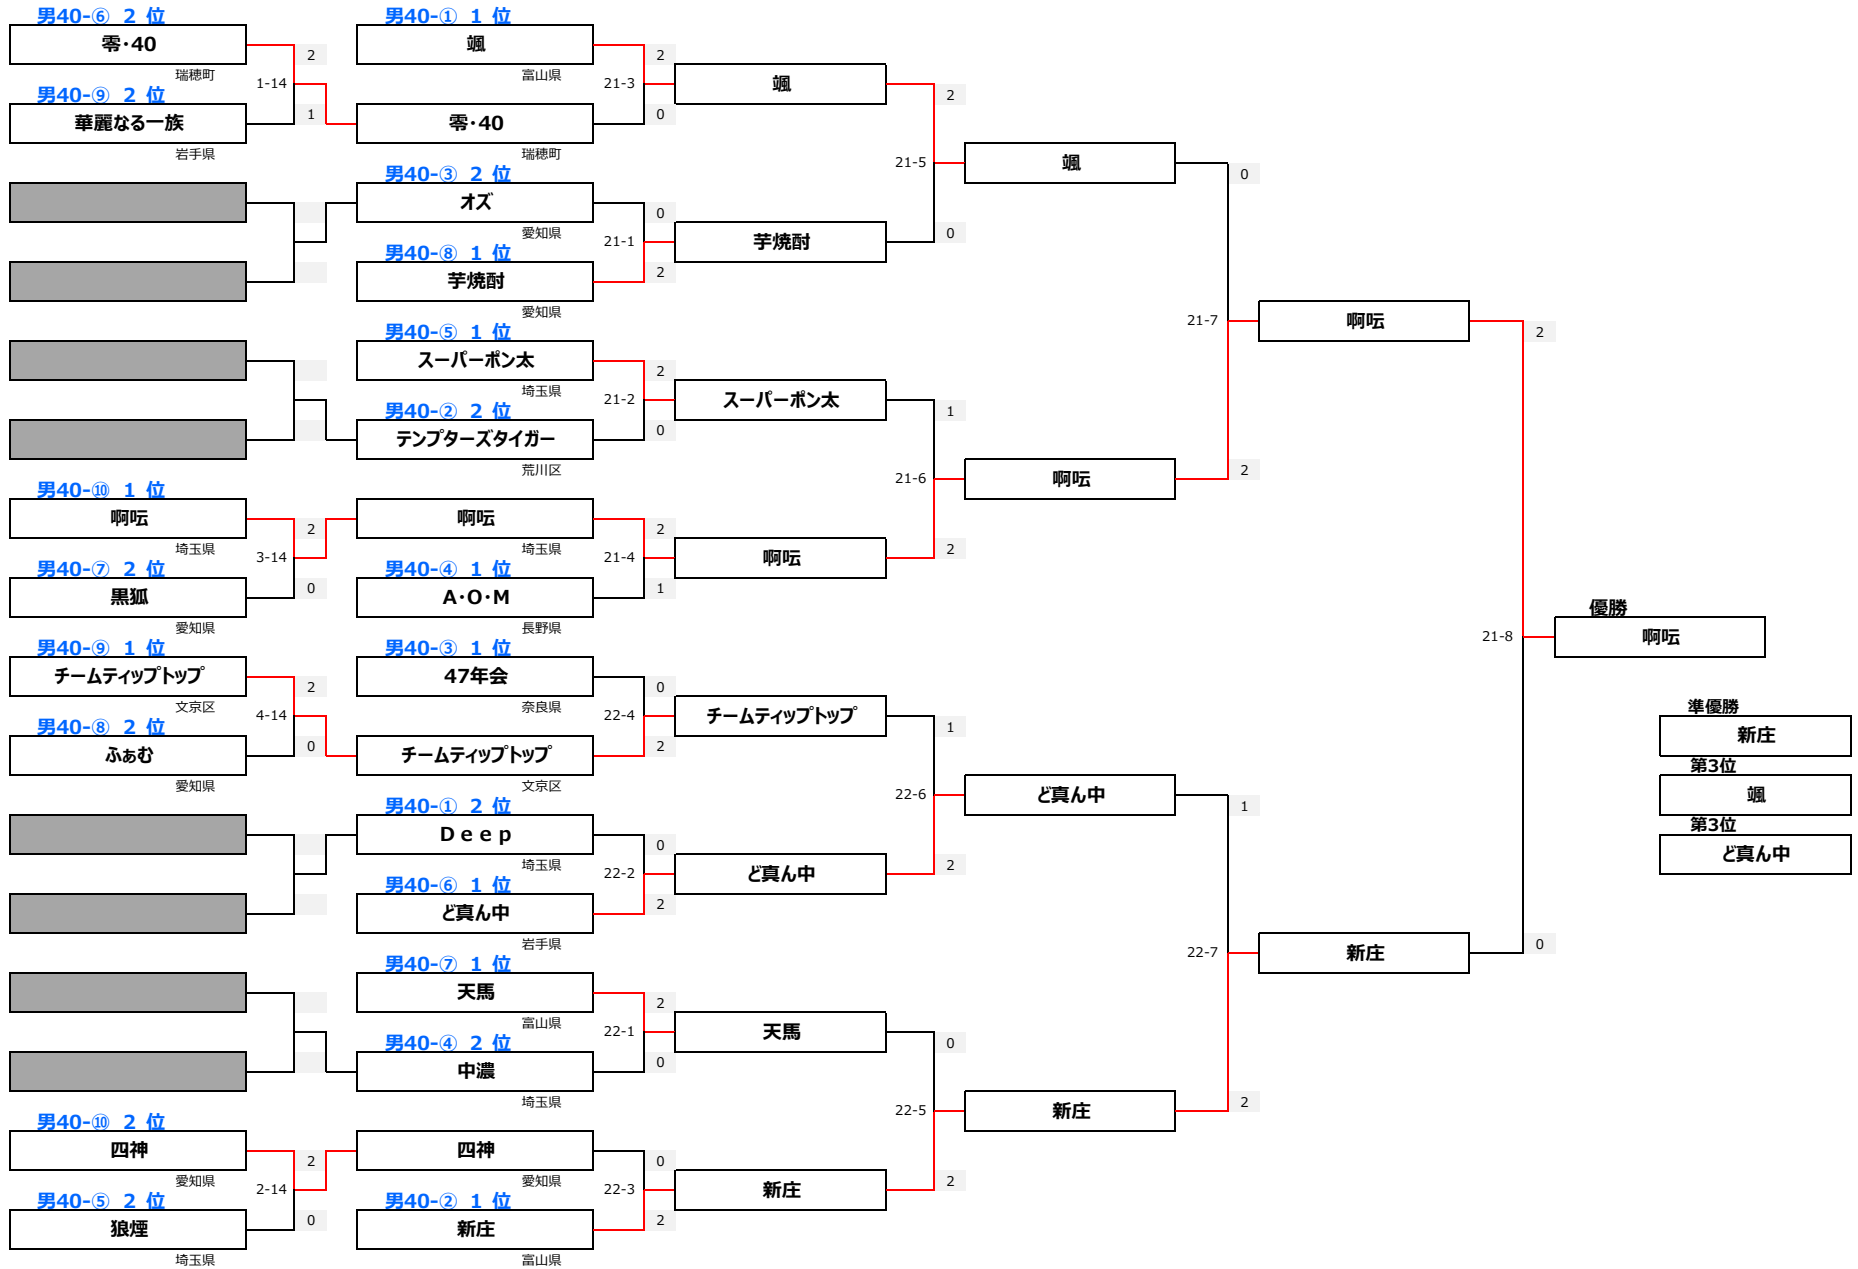 男40-⑥ 2 位
零・40
瑞穂町
1-14
2
1
男40-⑨ 2 位
華麗なる一族
岩手県
男40-⑩ 1 位
啊呍
埼玉県
3-14
2
0
男40-⑦ 2 位
黒狐
愛知県
男40-⑨ 1 位
チームティップトップ
文京区
4-14
2
0
男40-⑧ 2 位
ふぁむ
愛知県
男40-⑩ 2 位
四神
愛知県
2-14
2
0
男40-⑤ 2 位
狼煙
埼玉県
男40-① 1 位
颯
富山県
21-3
2
0
零・40
瑞穂町
男40-③ 2 位
オズ
愛知県
21-1
0
2
男40-⑧ 1 位
芋焼酎
愛知県
男40-⑤ 1 位
スーパーポン太
埼玉県
21-2
2
0
男40-② 2 位
テンプターズタイガー
荒川区
啊呍
埼玉県
21-4
2
1
男40-④ 1 位
A・O・M
長野県
男40-③ 1 位
47年会
奈良県
22-4
0
2
チームティップトップ
文京区
男40-① 2 位
Ｄｅｅｐ
埼玉県
22-2
0
2
男40-⑥ 1 位
ど真ん中
岩手県
男40-⑦ 1 位
天馬
富山県
22-1
2
0
男40-④ 2 位
中濃
埼玉県
四神
愛知県
22-3
0
2
男40-② 1 位
新庄
富山県
颯
21-5
2
0
芋焼酎
スーパーポン太
21-6
1
2
啊呍
チームティップトップ
22-6
1
2
ど真ん中
天馬
22-5
0
2
新庄
颯
21-7
0
2
啊呍
ど真ん中
22-7
1
2
新庄
啊呍
21-8
2
0
新庄
優勝
啊呍
準優勝
新庄
第3位
颯
第3位
ど真ん中